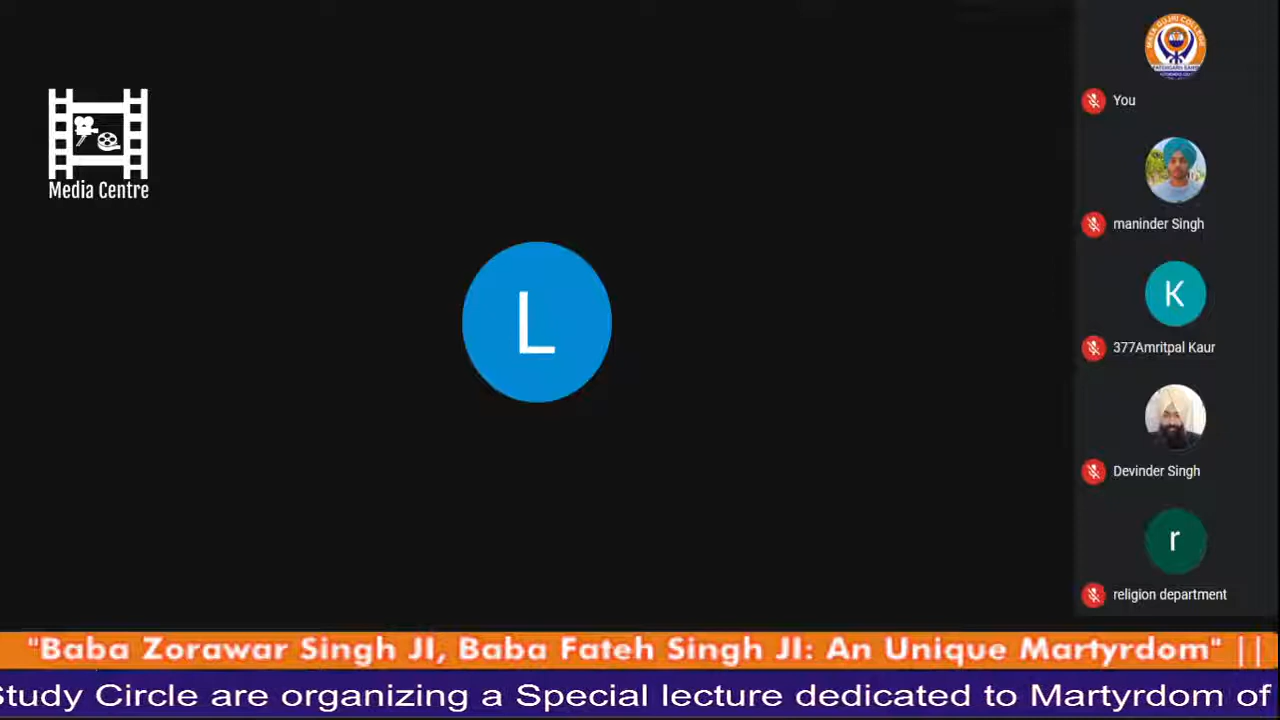 Media Centre
L
You
maninder Singh
K
377Amritpal Kaur
Devinder Singh
r
religion department
"Baba Zorawar Singh JI, Baba Fateh Singh JI: An Unique Martyrdom" ||
Study Circle are organizing a Special lecture dedicated to Martyrdom of